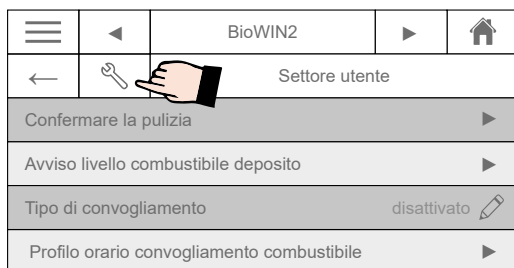 BioWIN2
Settore utente
Confermare la pulizia
Avviso livello combustibile deposito
Tipo di convogliamento disattivato
Profilo orario convogliamento combustibile